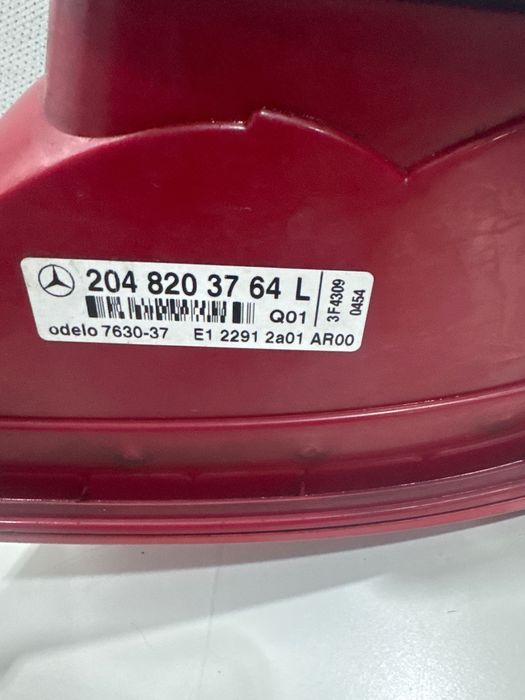 204 820 37 64 L
Q01
odelo 7630-37 E1 2291 2a01 AR00
3F4309
0454